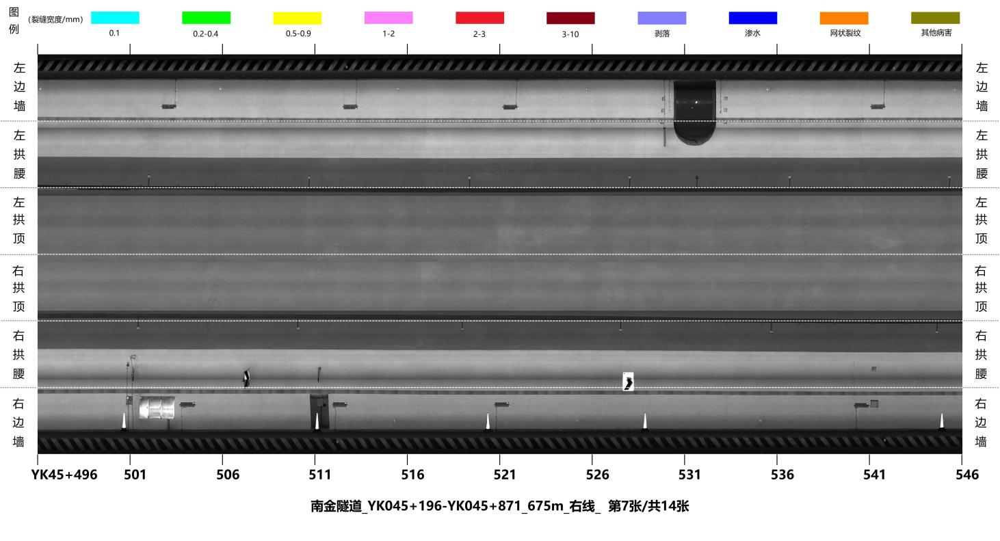 图例 (裂缝宽度/mm) 0.1 0.2-0.4 0.5-0.9 1-2 2-3 3-10 剥落 渗水 网状裂纹 其他病害
左边墙 左边墙
左拱腰 左拱腰
左拱顶 左拱顶
右拱顶 右拱顶
右拱腰 右拱腰
右边墙 右边墙
YK45+496 501 506 511 516 521 526 531 536 541 546
南金隧道_YK045+196-YK045+871_675m_右线_ 第7张/共14张